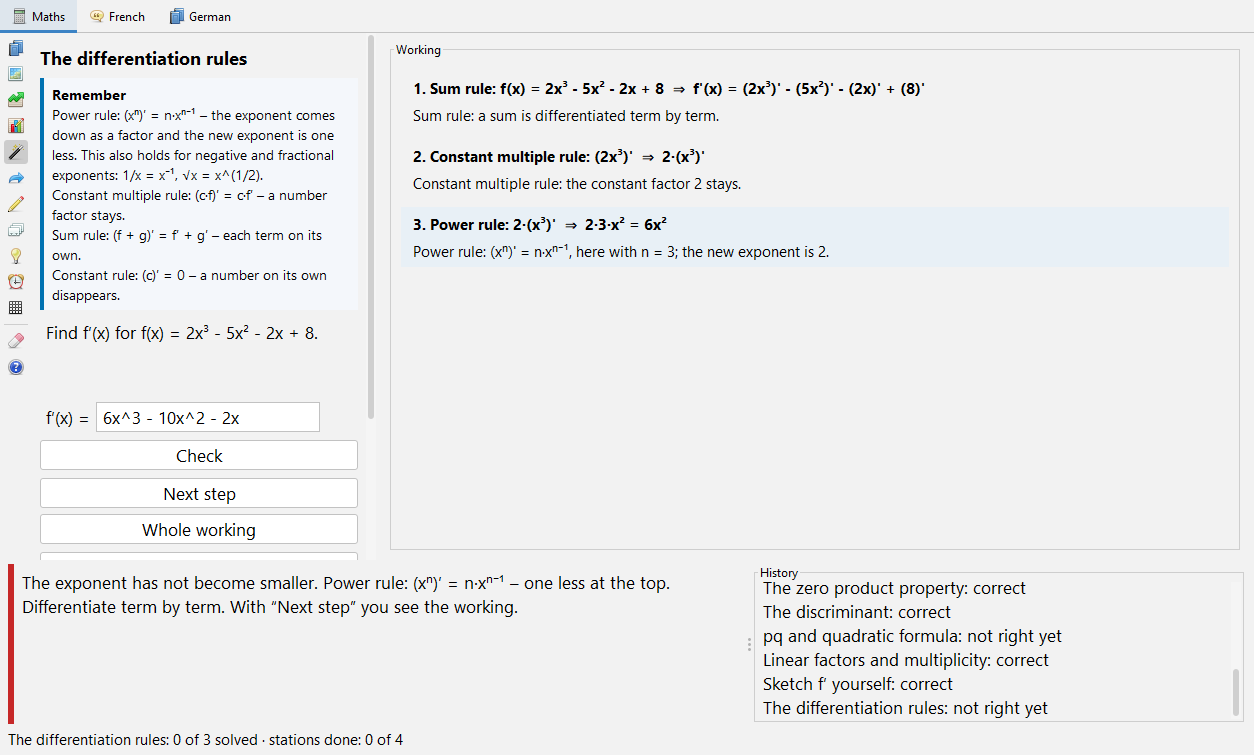 Maths
French
German
The differentiation rules
Remember
Power rule: (xⁿ)′ = n·xⁿ⁻¹ – the exponent comes
down as a factor and the new exponent is one
less. This also holds for negative and fractional
exponents: 1/x = x⁻¹, √x = x^(1/2).
Constant multiple rule: (c·f)′ = c·f′ – a number
factor stays.
Sum rule: (f + g)′ = f′ + g′ – each term on its
own.
Constant rule: (c)′ = 0 – a number on its own
disappears.
Find f′(x) for f(x) = 2x³ - 5x² - 2x + 8.
f′(x) = 6x^3 - 10x^2 - 2x
Check
Next step
Whole working
Working
1. Sum rule: f(x) = 2x³ - 5x² - 2x + 8 ⇒ f'(x) = (2x³)' - (5x²)' - (2x)' + (8)'
Sum rule: a sum is differentiated term by term.
2. Constant multiple rule: (2x³)' ⇒ 2·(x³)'
Constant multiple rule: the constant factor 2 stays.
3. Power rule: 2·(x³)' ⇒ 2·3·x² = 6x²
Power rule: (xⁿ)′ = n·xⁿ⁻¹, here with n = 3; the new exponent is 2.
The exponent has not become smaller. Power rule: (xⁿ)′ = n·xⁿ⁻¹ – one less at the top.
Differentiate term by term. With “Next step” you see the working.
History
The zero product property: correct
The discriminant: correct
pq and quadratic formula: not right yet
Linear factors and multiplicity: correct
Sketch f′ yourself: correct
The differentiation rules: not right yet
The differentiation rules: 0 of 3 solved · stations done: 0 of 4